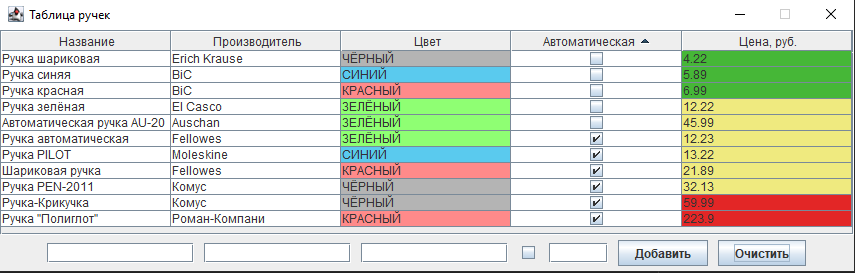 Таблица ручек
Название Производитель Цвет Автоматическая Цена, руб.
Ручка шариковая Erich Krause ЧЁРНЫЙ 4.22
Ручка синяя BiC СИНИЙ 5.89
Ручка красная BiC КРАСНЫЙ 6.99
Ручка зелёная El Casco ЗЕЛЁНЫЙ 12.22
Автоматическая ручка AU-20 Auschan ЗЕЛЁНЫЙ 45.99
Ручка автоматическая Fellowes ЗЕЛЁНЫЙ 12.23
Ручка PILOT Moleskine СИНИЙ 13.22
Шариковая ручка Fellowes КРАСНЫЙ 21.89
Ручка PEN-2011 Комус ЧЁРНЫЙ 32.13
Ручка-Крикучка Комус ЧЁРНЫЙ 59.99
Ручка "Полиглот" Роман-Компани КРАСНЫЙ 223.9
Добавить Очистить